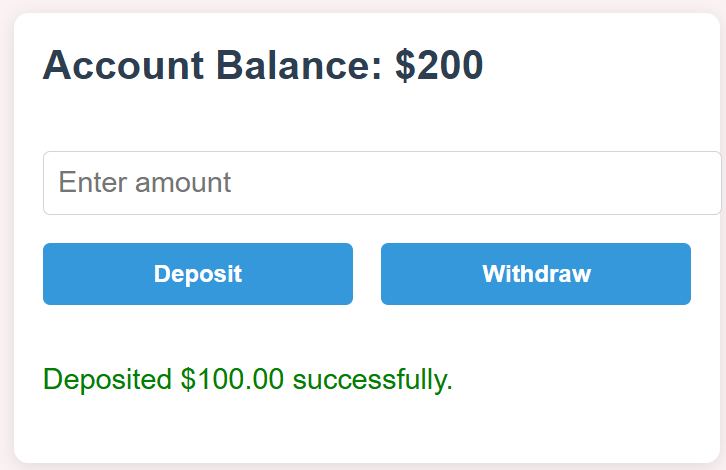 Account Balance: $200
Enter amount
Deposit
Withdraw
Deposited $100.00 successfully.